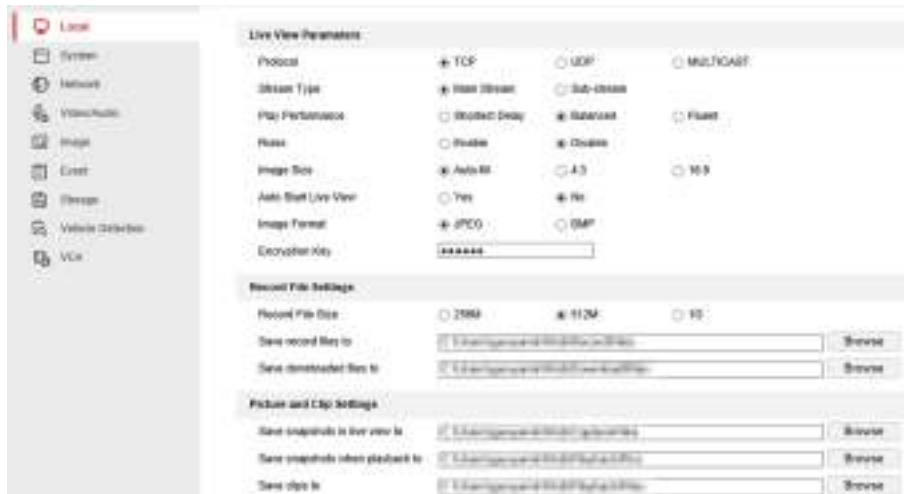 Local
System
Network
Video/Audio
Image
Event
Storage
Vehicle Detection
VCA
Live View Parameters
Protocol TCP UDP MULTICAST
Stream Type Main Stream Sub-stream
Play Performance Shortest Delay Balanced Fluent
Rules Enable Disable
Image Size Auto-fill 4:3 16:9
Auto Start Live View Yes No
Image Format JPEG BMP
Encryption Key ●●●●●●
Record File Settings
Record File Size 256M 512M 1G
Save record files to Browse
Save downloaded files to Browse
Picture and Clip Settings
Save snapshots in live view to Browse
Save snapshots when playback to Browse
Save clips to Browse